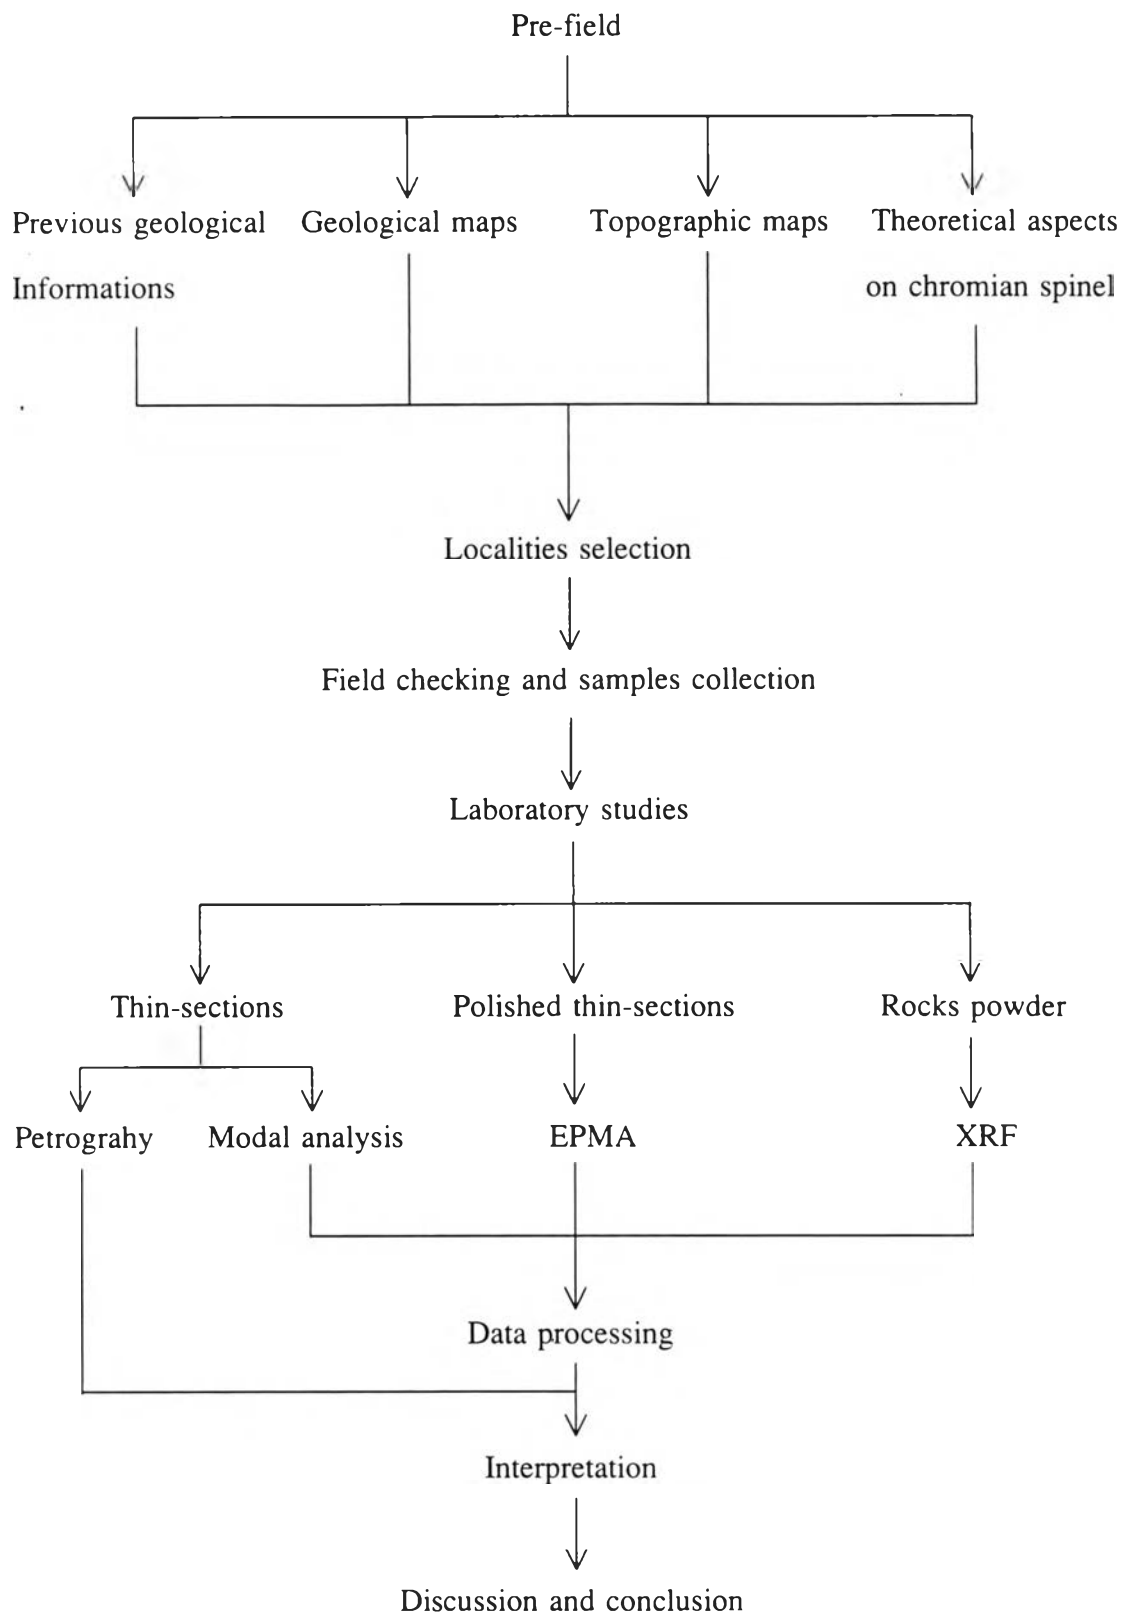 Pre-field
Previous geological
Informations
Geological maps
Topographic maps
Theoretical aspects
on chromian spinel
Localities selection
Field checking and samples collection
Laboratory studies
Thin-sections
Polished thin-sections
Rocks powder
Petrograhy
Modal analysis
EPMA
XRF
Data processing
Interpretation
Discussion and conclusion